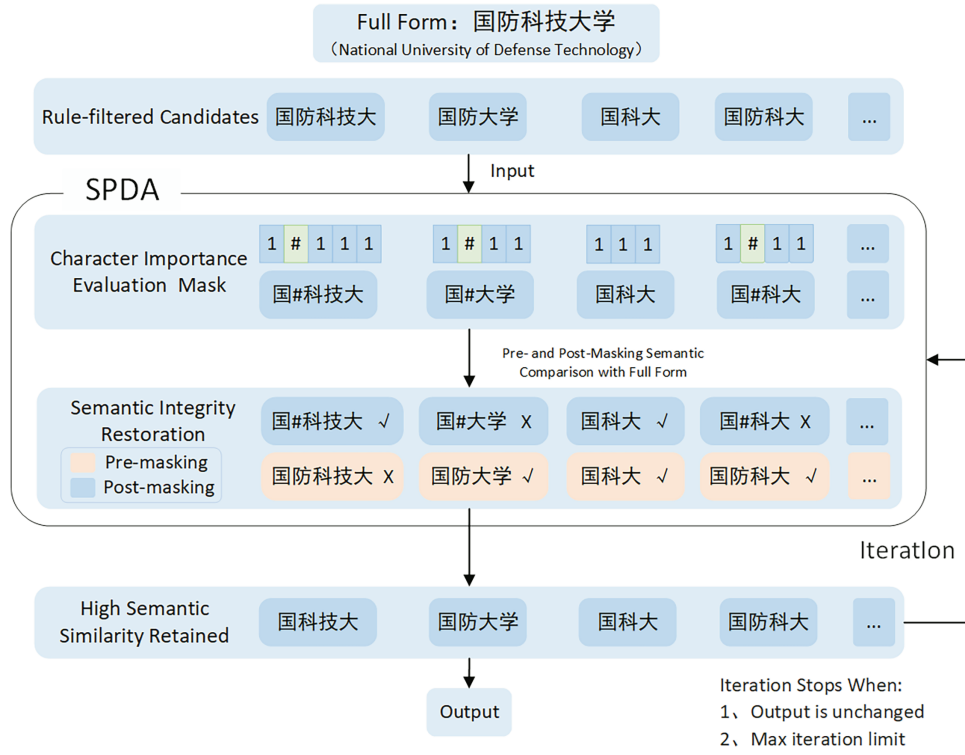 Full Form：国防科技大学
（National University of Defense Technology）
Rule-filtered Candidates 国防科技大 国防大学 国科大 国防科大 ...
Input
SPDA
1 # 1 1 1 1 # 1 1 1 1 1 1 # 1 1 ...
Character Importance
Evaluation Mask
国#科技大 国#大学 国科大 国#科大 ...
Pre- and Post-Masking Semantic
Comparison with Full Form
Semantic Integrity
Restoration
国#科技大 √ 国#大学 X 国科大 √ 国#科大 X ...
Pre-masking
Post-masking
国防科技大 X 国防大学 √ 国科大 √ 国防科大 √ ...
Iteration
High Semantic
Similarity Retained
国科技大 国防大学 国科大 国防科大 ...
Output
Iteration Stops When:
1、Output is unchanged
2、Max iteration limit